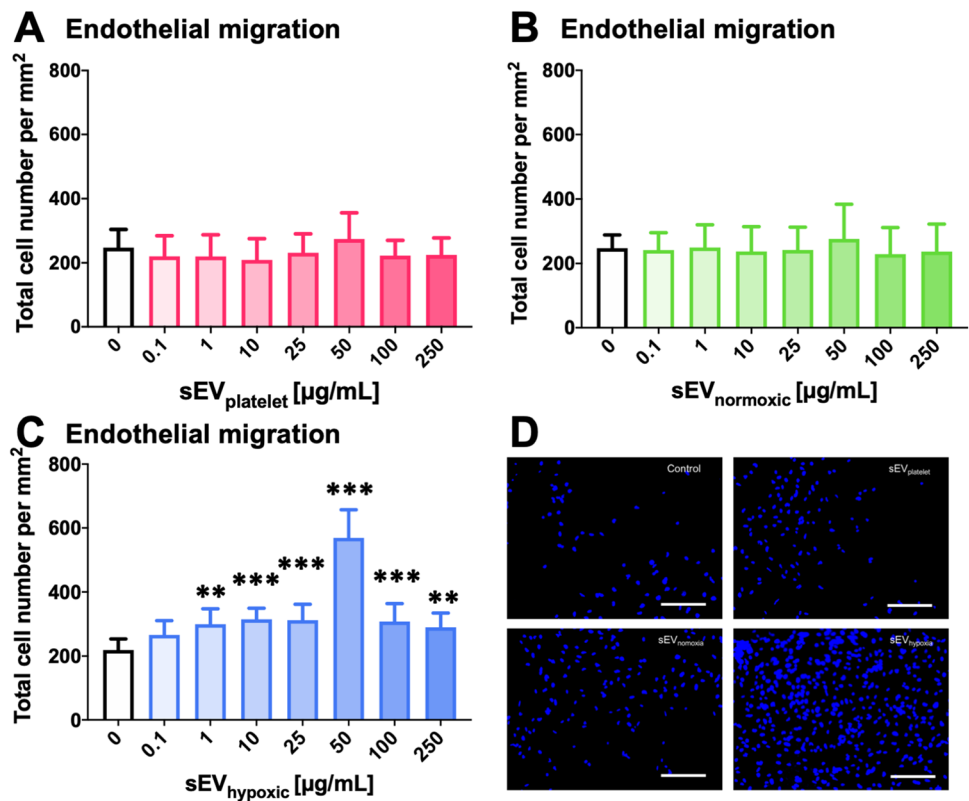 A Endothelial migration
Total cell number per mm²
800
600
400
200
0
0 0.1 1 10 25 50 100 250
sEVplatelet [µg/mL]
B Endothelial migration
Total cell number per mm²
800
600
400
200
0
0 0.1 1 10 25 50 100 250
sEVnormoxic [µg/mL]
C Endothelial migration
Total cell number per mm²
800
600
400
200
0
** *** *** *** *** **
0 0.1 1 10 25 50 100 250
sEVhypoxic [µg/mL]
D
Control
sEVplatelet
sEVnomoxia
sEVhypoxia